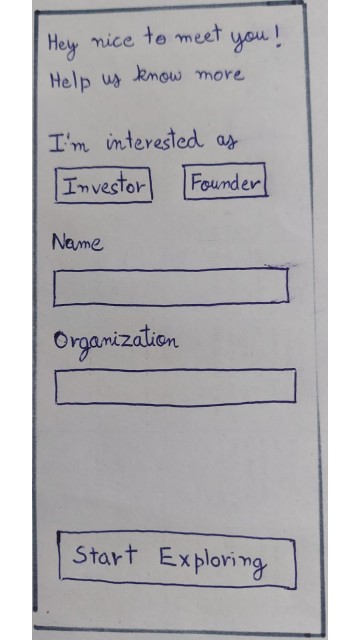 Hey nice to meet you!
Help us know more
I'm interested as
Investor Founder
Name
Organization
Start Exploring